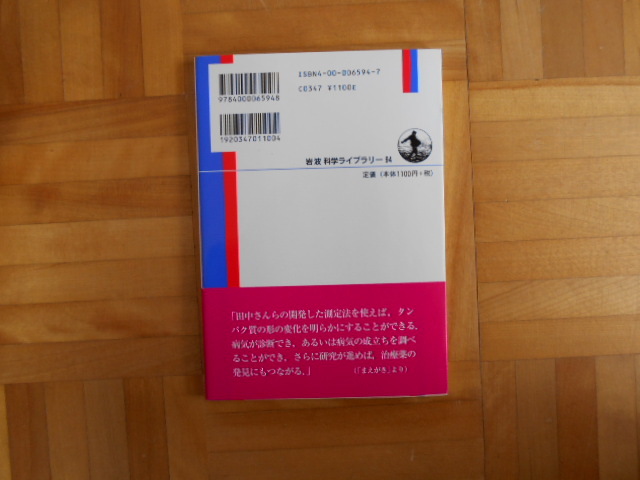 ISBN4-00-006594-7
C0347 ¥1100E
9784000065948
1920347011004
岩波 科学ライブラリー 94
定価（本体1100円+税）
「田中さんらの開発した測定法を使えば，タン
パク質の形の変化を明らかにすることができる．
病気が診断でき，あるいは病気の成立ちを調べ
ることができ，さらに研究が進めば，治療薬の
発見にもつながる．」
（「まえがき」より）